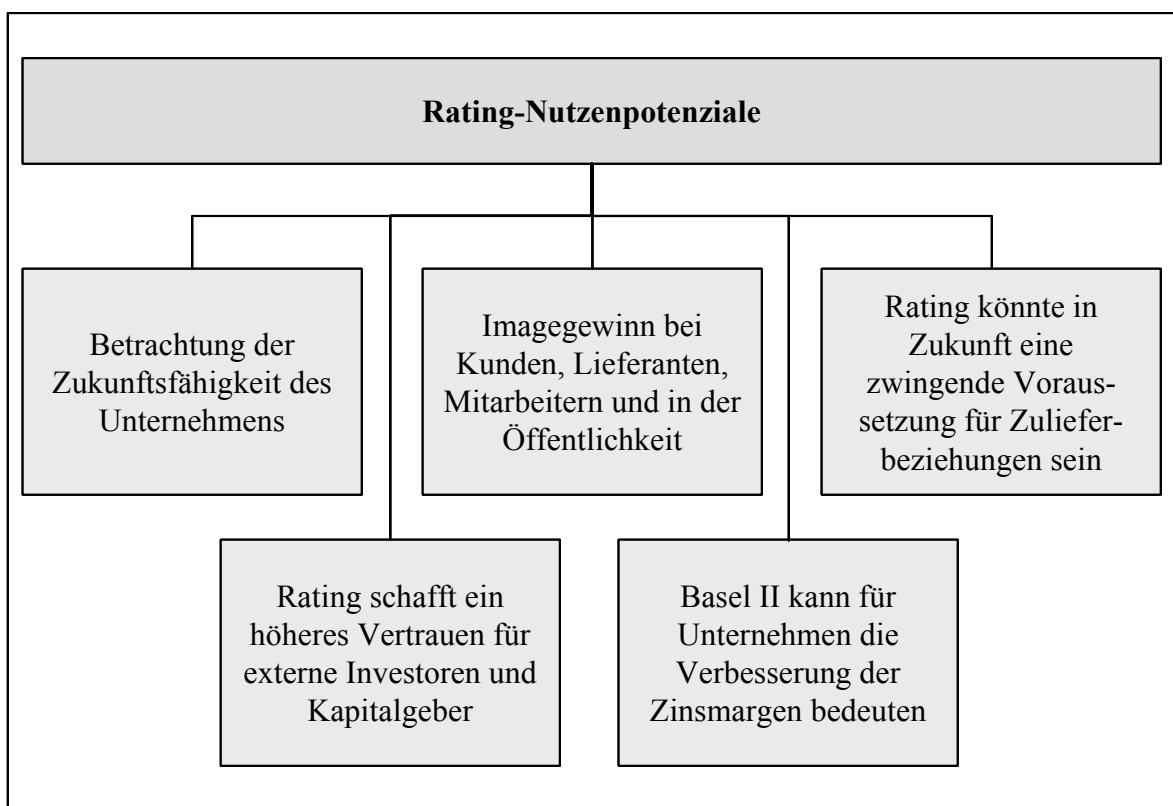 Rating-Nutzenpotenziale
Betrachtung der
Zukunftsfähigkeit des
Unternehmens
Imagegewinn bei
Kunden, Lieferanten,
Mitarbeitern und in der
Öffentlichkeit
Rating könnte in
Zukunft eine
zwingende Voraus-
setzung für Zuliefer-
beziehungen sein
Rating schafft ein
höheres Vertrauen für
externe Investoren und
Kapitalgeber
Basel II kann für
Unternehmen die
Verbesserung der
Zinsmargen bedeuten